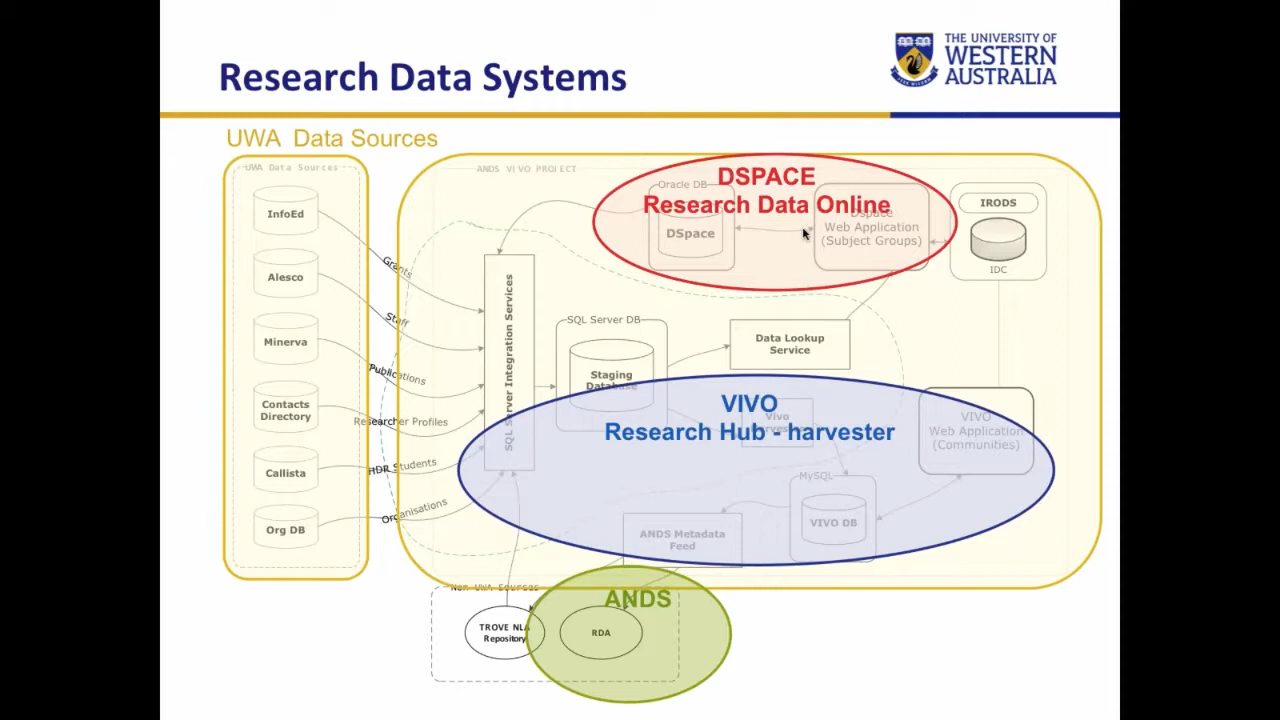 Research Data Systems
THE UNIVERSITY OF
WESTERN
AUSTRALIA
UWA Data Sources
UWA Data Sources
InfoEd
Alesco
Minerva
Contacts
Directory
Callista
Org DB
Grants
Staff
Publications
Researcher Profiles
HDR Students
Organisations
ANDS VIVO PROJECT
SQL Server Integration Services
SQL Server DB
Staging
Database
DSPACE
Research Data Online
Oracle DB
DSpace
Dspace
Web Application
(Subject Groups)
IRODS
IDC
Data Lookup
Service
VIVO
Research Hub - harvester
Vivo
Harvester
VIVO
Web Application
(Communities)
MySQL
VIVO DB
ANDS Metadata
Feed
Non UWA Sources
ANDS
TROVE NLA
Repository
RDA